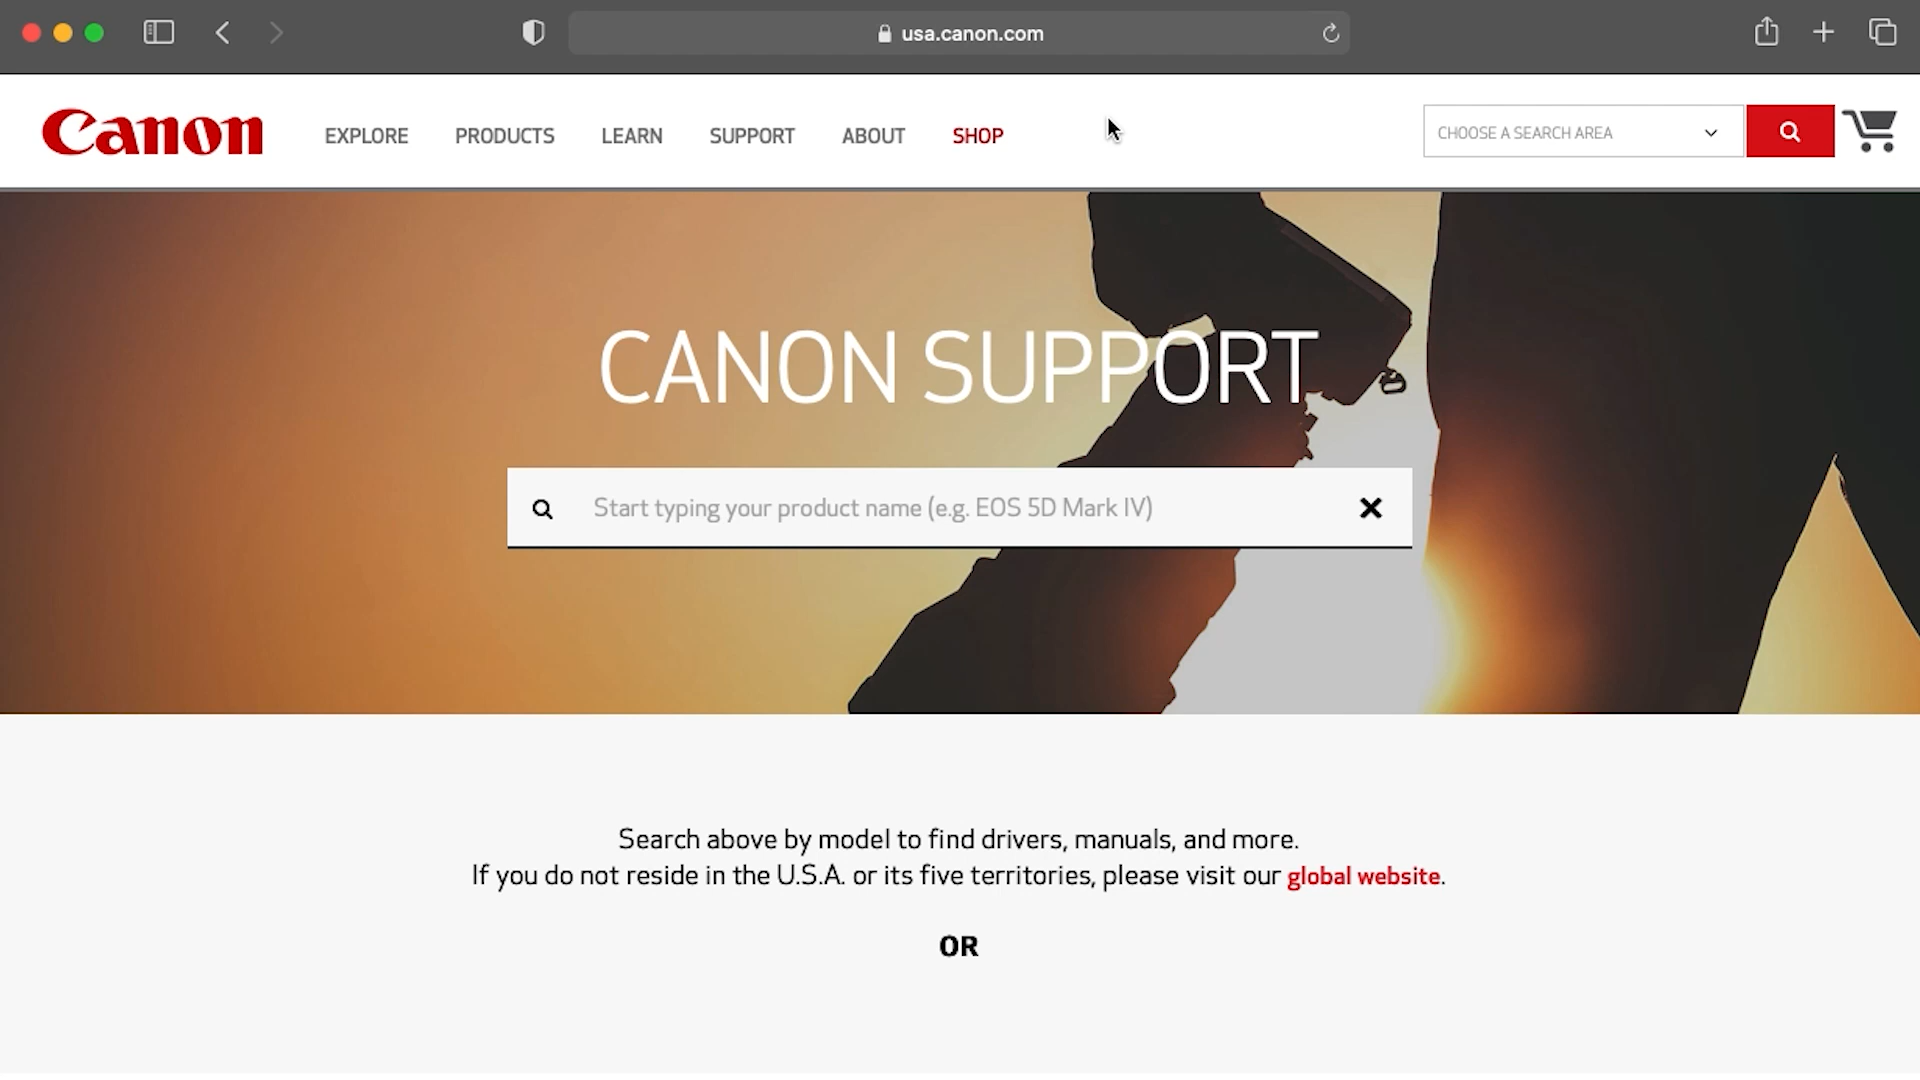 usa.canon.com
Canon
EXPLORE PRODUCTS LEARN SUPPORT ABOUT SHOP
CHOOSE A SEARCH AREA
CANON SUPPORT
Start typing your product name (e.g. EOS 5D Mark IV)
Search above by model to find drivers, manuals, and more.
If you do not reside in the U.S.A. or its five territories, please visit our global website.
OR